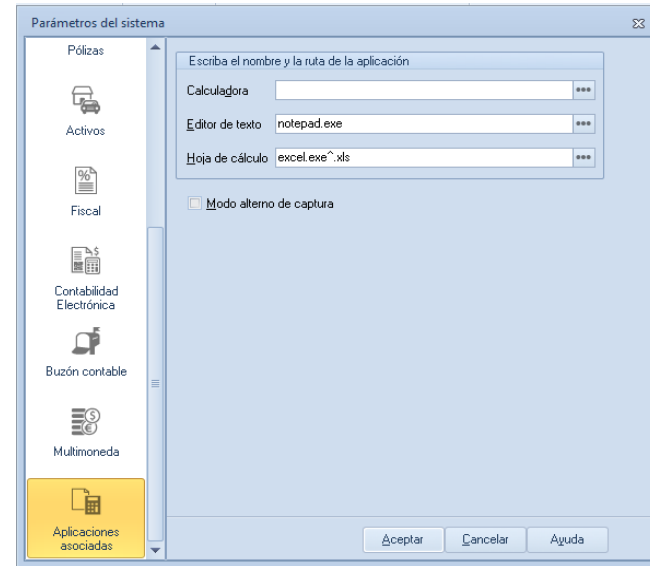 Parámetros del sistema
Pólizas
Activos
Fiscal
Contabilidad
Electrónica
Buzón contable
Multimoneda
Aplicaciones
asociadas
Escriba el nombre y la ruta de la aplicación
Calculadora
Editor de texto notepad.exe
Hoja de cálculo excel.exe^.xls
Modo alterno de captura
Aceptar Cancelar Ayuda